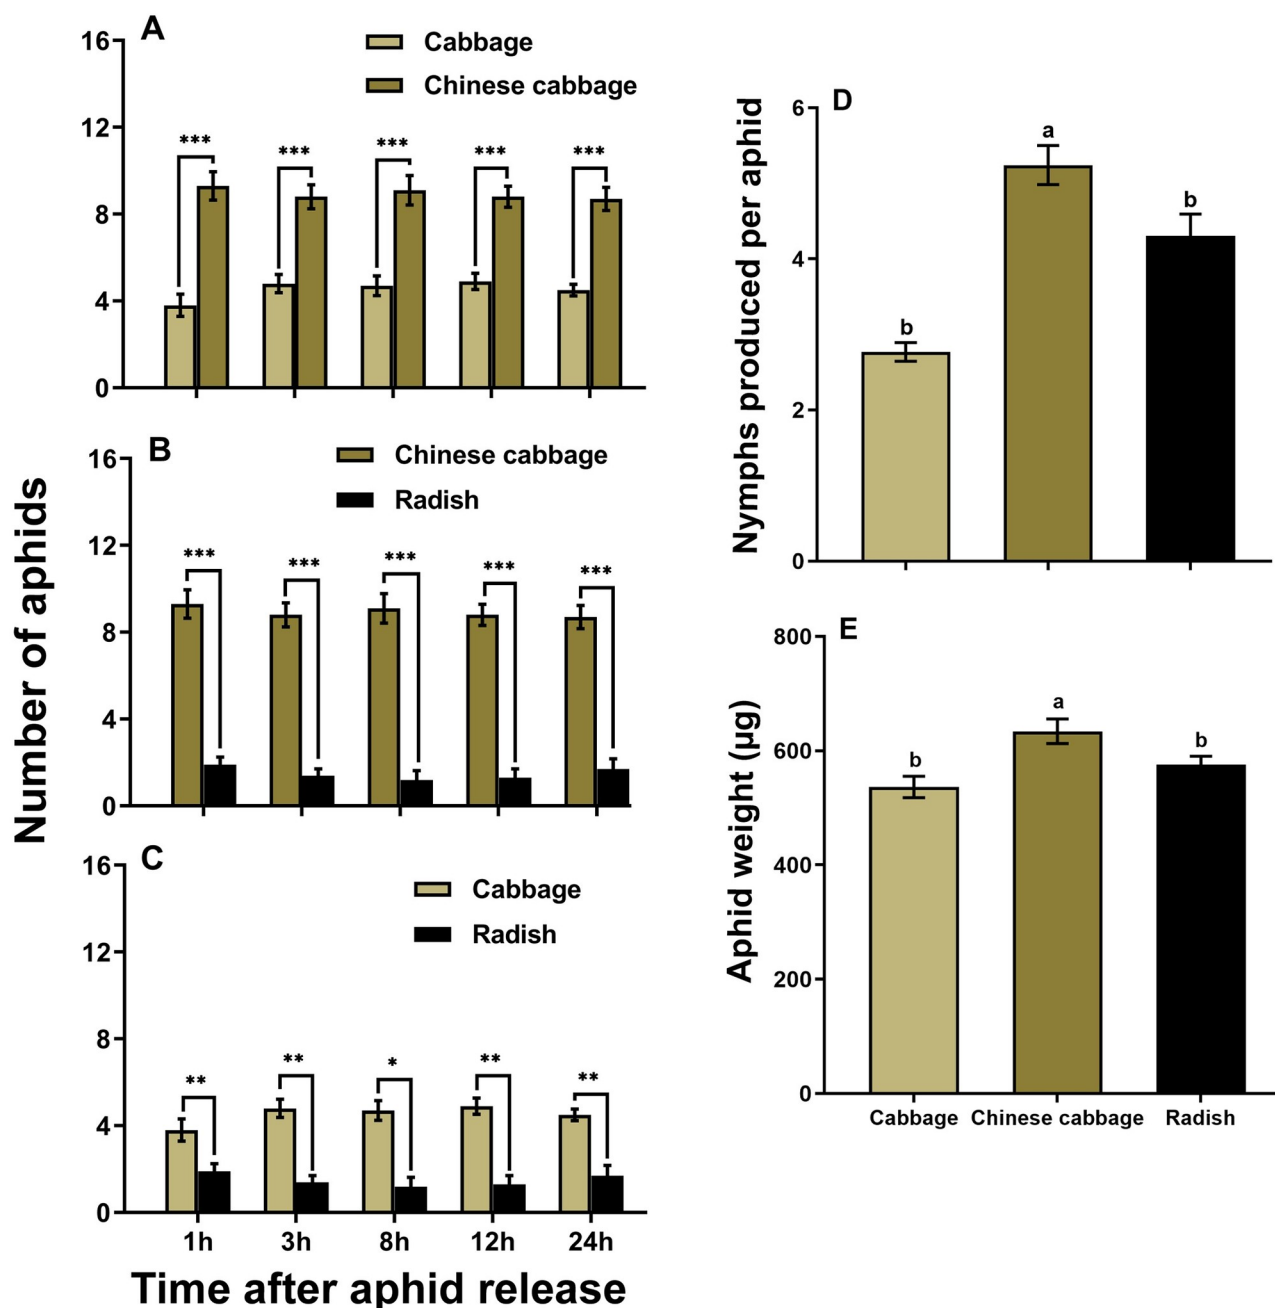 A
Cabbage
Chinese cabbage
16
12
8
4
0
***
***
***
***
***
B
Chinese cabbage
Radish
16
12
8
4
0
***
***
***
***
***
C
Cabbage
Radish
16
12
8
4
0
**
**
*
**
**
1h 3h 8h 12h 24h
Time after aphid release
Number of aphids
D
Nymphs produced per aphid
6
4
2
0
b
a
b
E
Aphid weight (µg)
800
600
400
200
0
b
a
b
Cabbage Chinese cabbage Radish